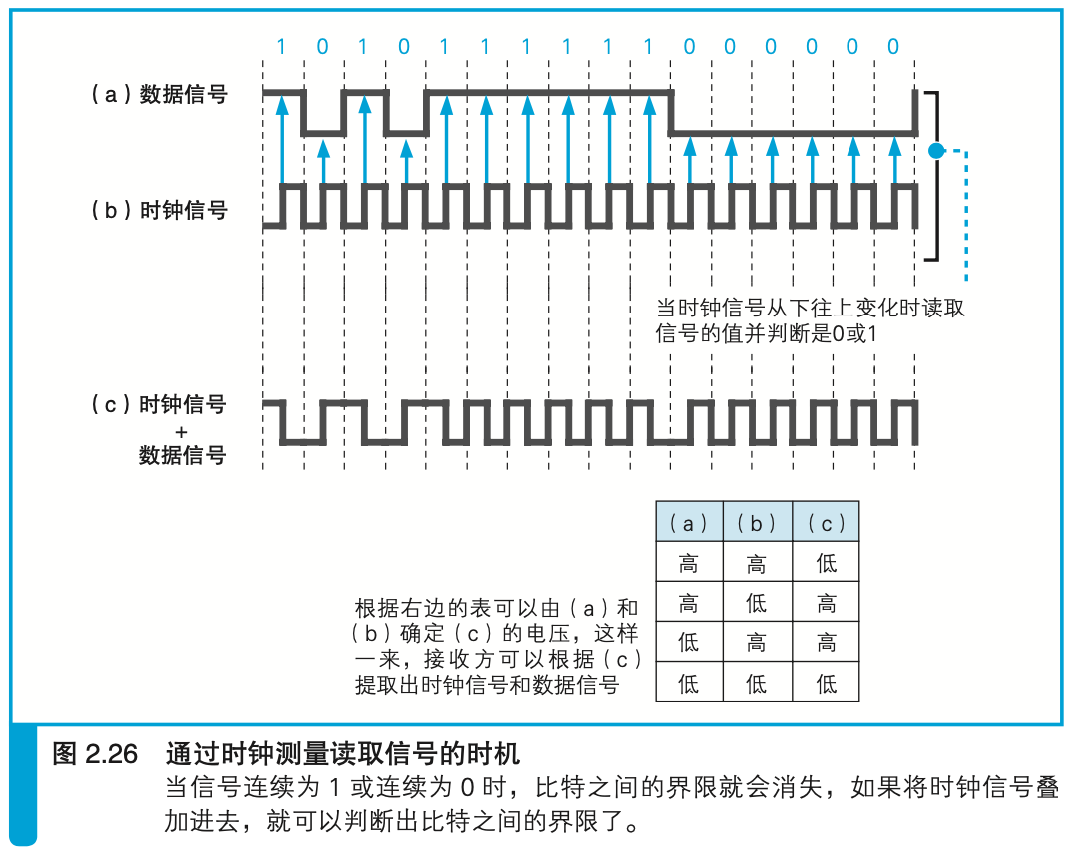 1 0 1 0 1 1 1 1 1 1 0 0 0 0 0 0
（a）数据信号
（b）时钟信号
当时钟信号从下往上变化时读取
信号的值并判断是0或1
（c）时钟信号
+
数据信号
（a） （b） （c）
高 高 低
高 低 高
低 高 高
低 低 低
根据右边的表可以由（a）和
（b）确定（c）的电压，这样
一来，接收方可以根据（c）
提取出时钟信号和数据信号
图 2.26 通过时钟测量读取信号的时机
当信号连续为 1 或连续为 0 时，比特之间的界限就会消失，如果将时钟信号叠
加进去，就可以判断出比特之间的界限了。